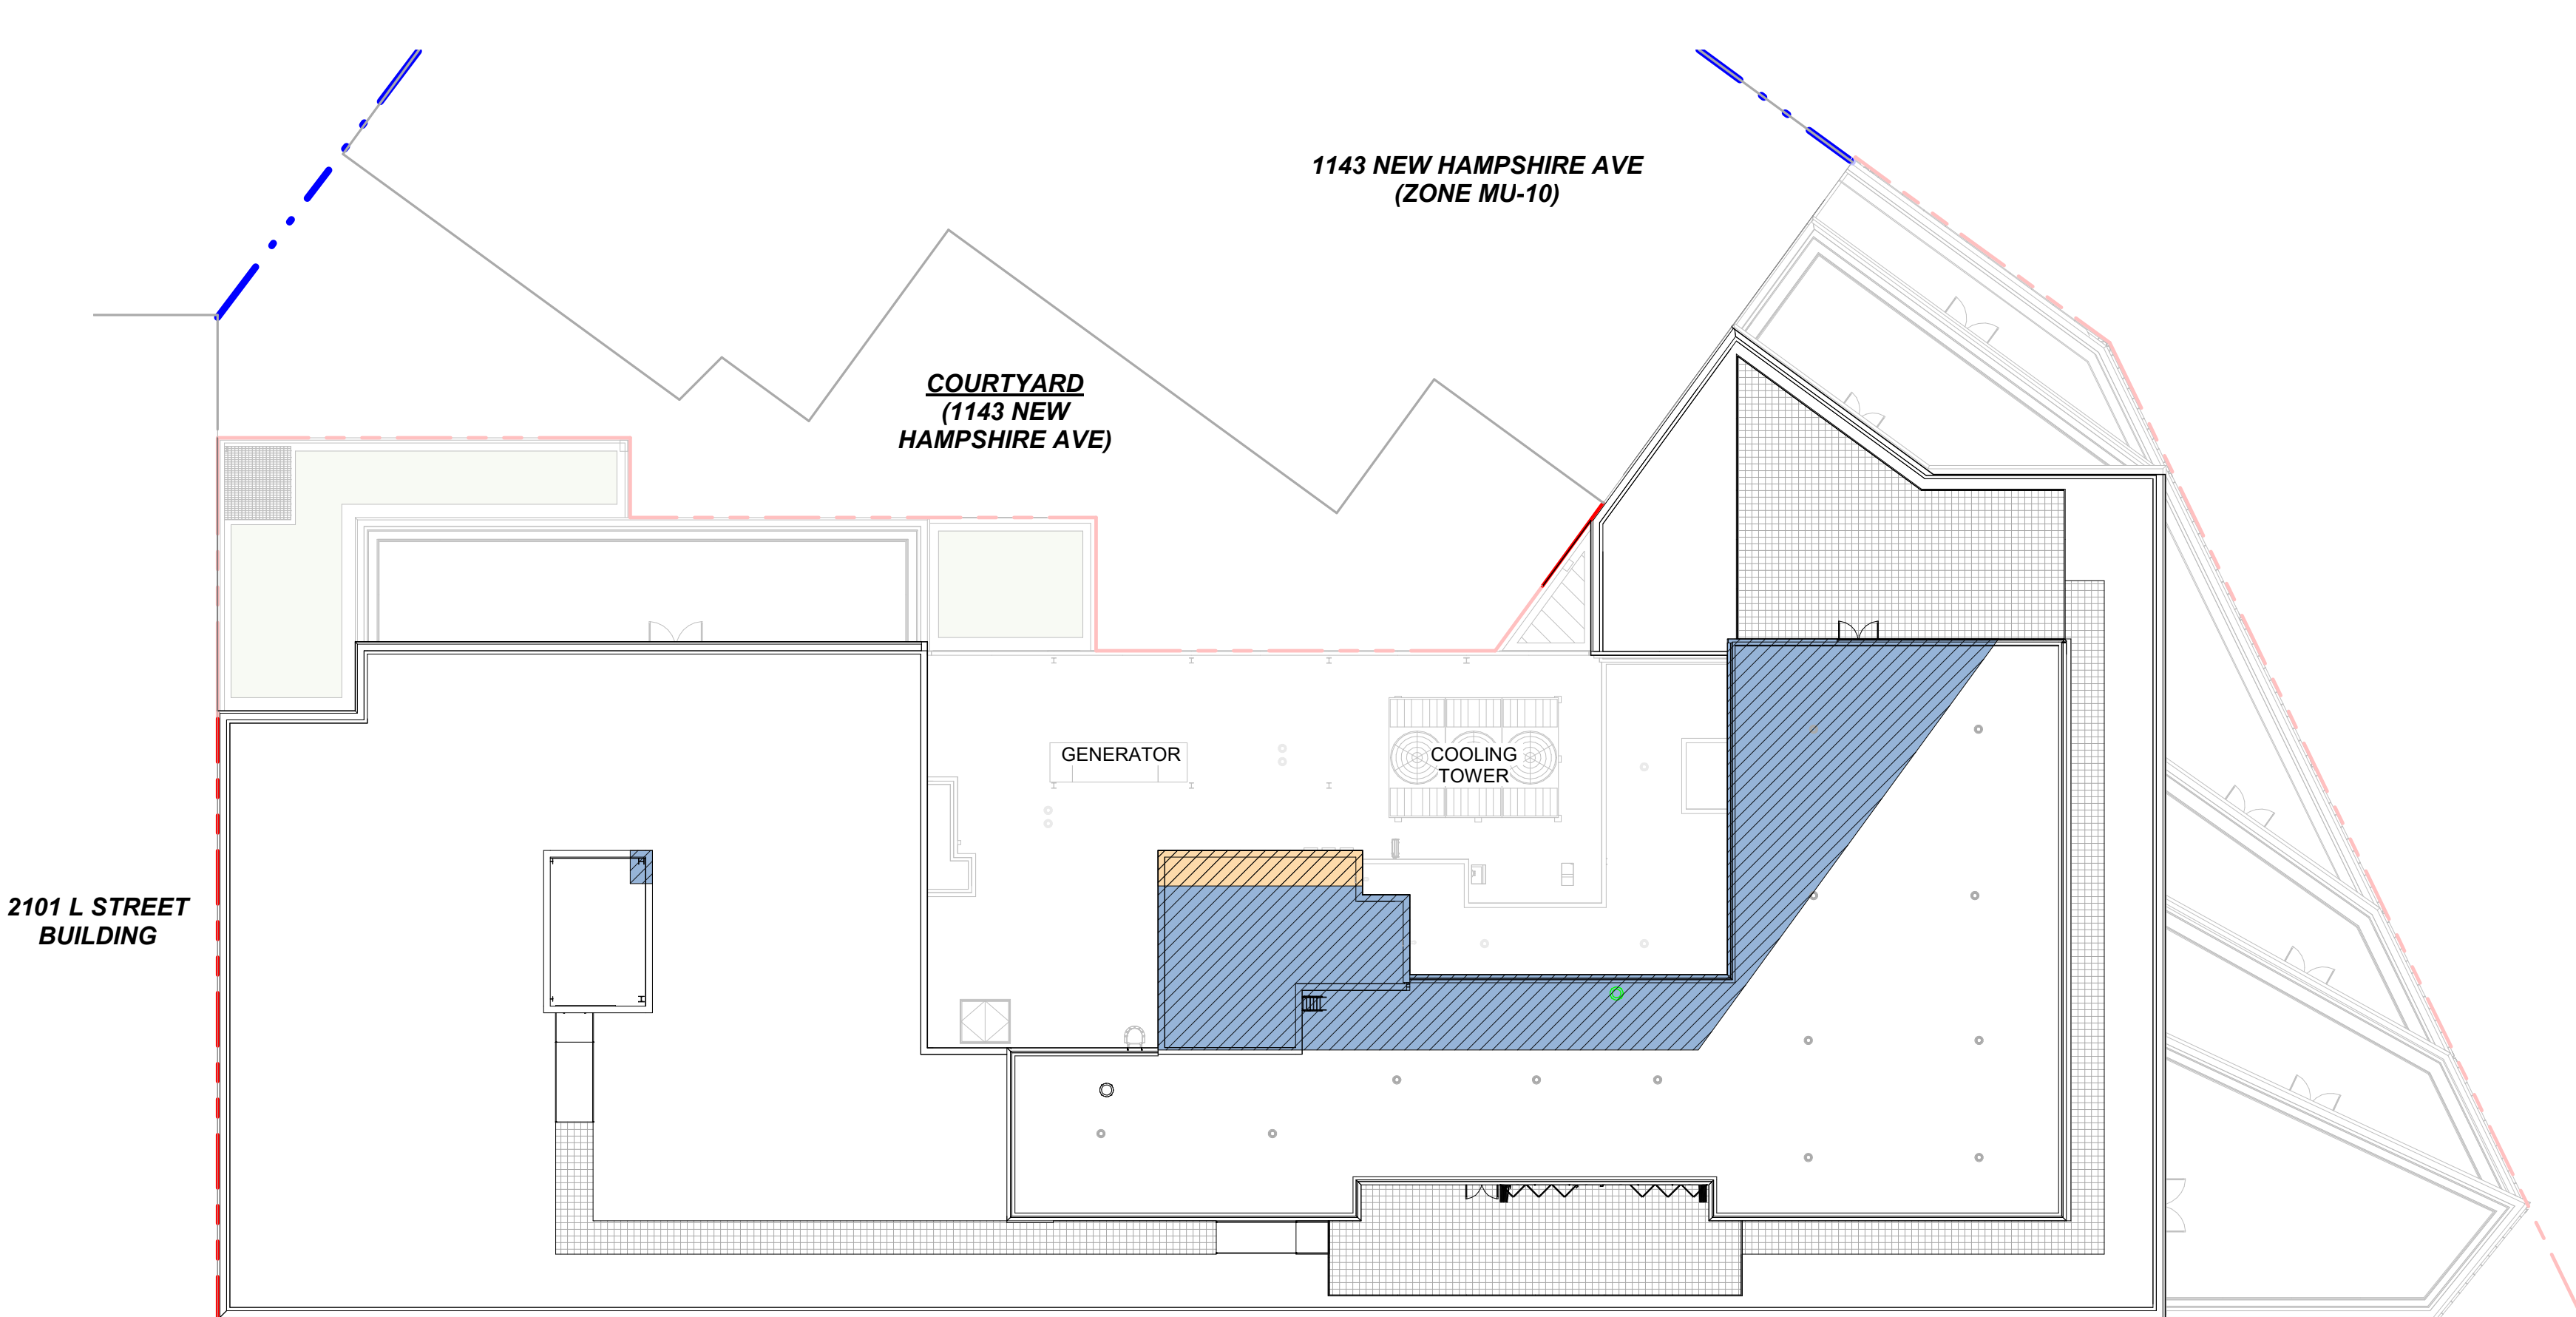 1143 NEW HAMPSHIRE AVE
(ZONE MU-10)
COURTYARD
(1143 NEW
HAMPSHIRE AVE)
GENERATOR
COOLING
TOWER
2101 L STREET
BUILDING